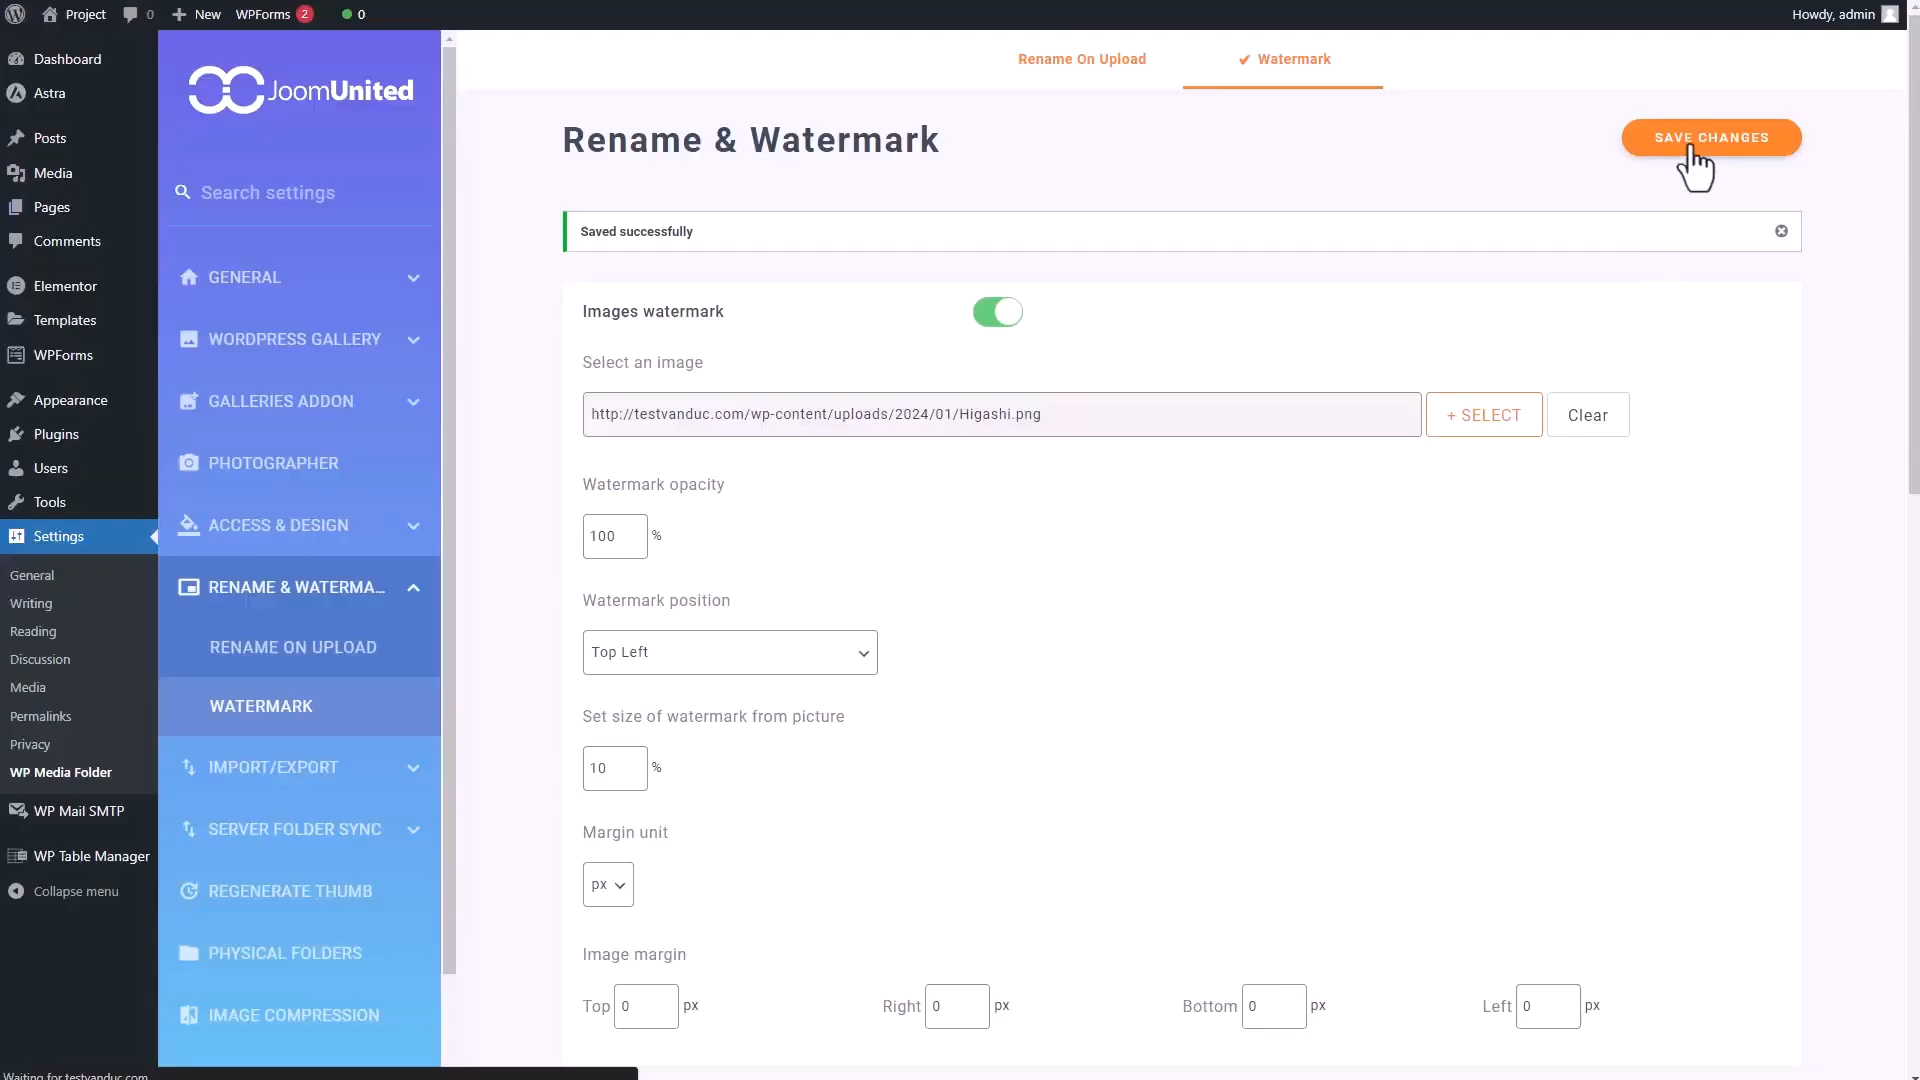 Project
0
New
WPForms 2
0
Howdy, admin
Dashboard
Astra
Posts
Media
Pages
Comments
Elementor
Templates
WPForms
Appearance
Plugins
Users
Tools
Settings
General
Writing
Reading
Discussion
Media
Permalinks
Privacy
WP Media Folder
WP Mail SMTP
WP Table Manager
Collapse menu
Waiting for testvanduc.com
JoomUnited
Search settings
GENERAL
WORDPRESS GALLERY
GALLERIES ADDON
PHOTOGRAPHER
ACCESS & DESIGN
RENAME & WATERMA...
RENAME ON UPLOAD
WATERMARK
IMPORT/EXPORT
SERVER FOLDER SYNC
REGENERATE THUMB
PHYSICAL FOLDERS
IMAGE COMPRESSION
Rename On Upload
✔ Watermark
Rename & Watermark
SAVE CHANGES
Saved successfully
Images watermark
Select an image
http://testvanduc.com/wp-content/uploads/2024/01/Higashi.png
+ SELECT
Clear
Watermark opacity
100 %
Watermark position
Top Left
Set size of watermark from picture
10 %
Margin unit
px
Image margin
Top 0 px
Right 0 px
Bottom 0 px
Left 0 px